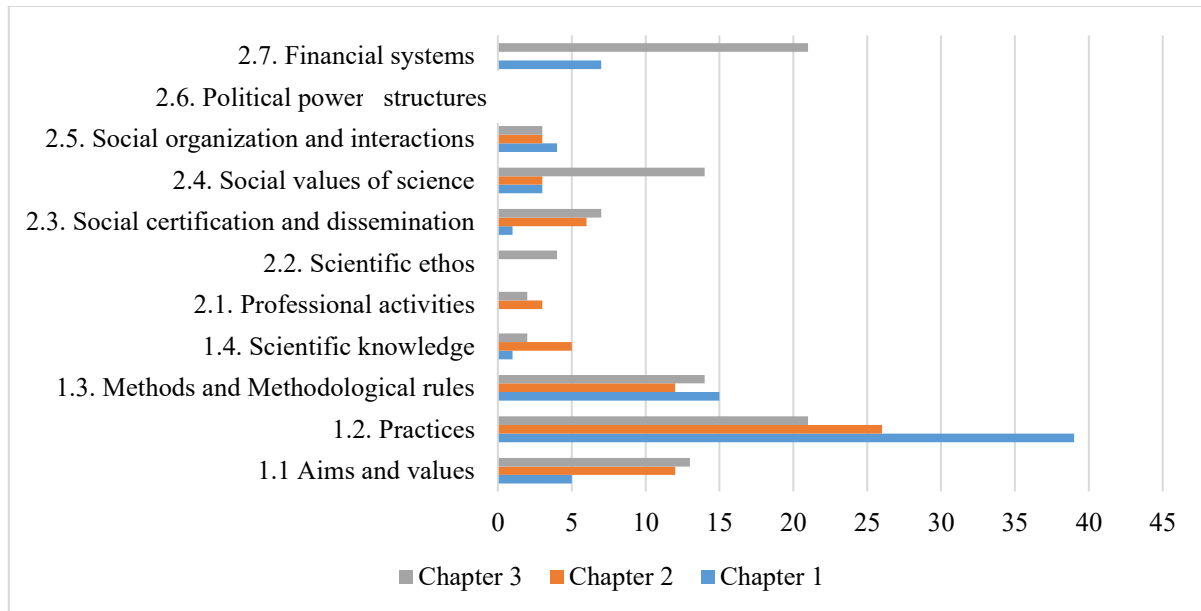 2.7. Financial systems
2.6. Political power structures
2.5. Social organization and interactions
2.4. Social values of science
2.3. Social certification and dissemination
2.2. Scientific ethos
2.1. Professional activities
1.4. Scientific knowledge
1.3. Methods and Methodological rules
1.2. Practices
1.1 Aims and values
0 5 10 15 20 25 30 35 40 45
Chapter 3 Chapter 2 Chapter 1